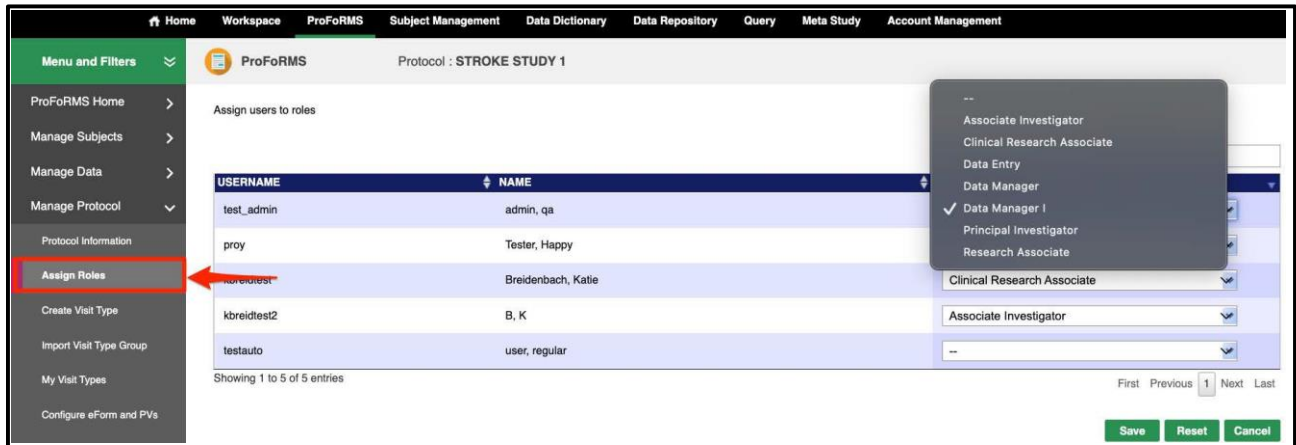 Home Workspace ProFoRMS Subject Management Data Dictionary Data Repository Query Meta Study Account Management
Menu and Filters
ProFoRMS Protocol : STROKE STUDY 1
ProFoRMS Home
Manage Subjects
Manage Data
Manage Protocol
Protocol Information
Assign Roles
Create Visit Type
Import Visit Type Group
My Visit Types
Configure eForm and PVs
Assign users to roles
--
Associate Investigator
Clinical Research Associate
Data Entry
Data Manager
Data Manager I
Principal Investigator
Research Associate
USERNAME NAME
test_admin admin, qa
proy Tester, Happy
kbreidtest Breidenbach, Katie Clinical Research Associate
kbreidtest2 B, K Associate Investigator
testauto user, regular --
Showing 1 to 5 of 5 entries
First Previous 1 Next Last
Save Reset Cancel